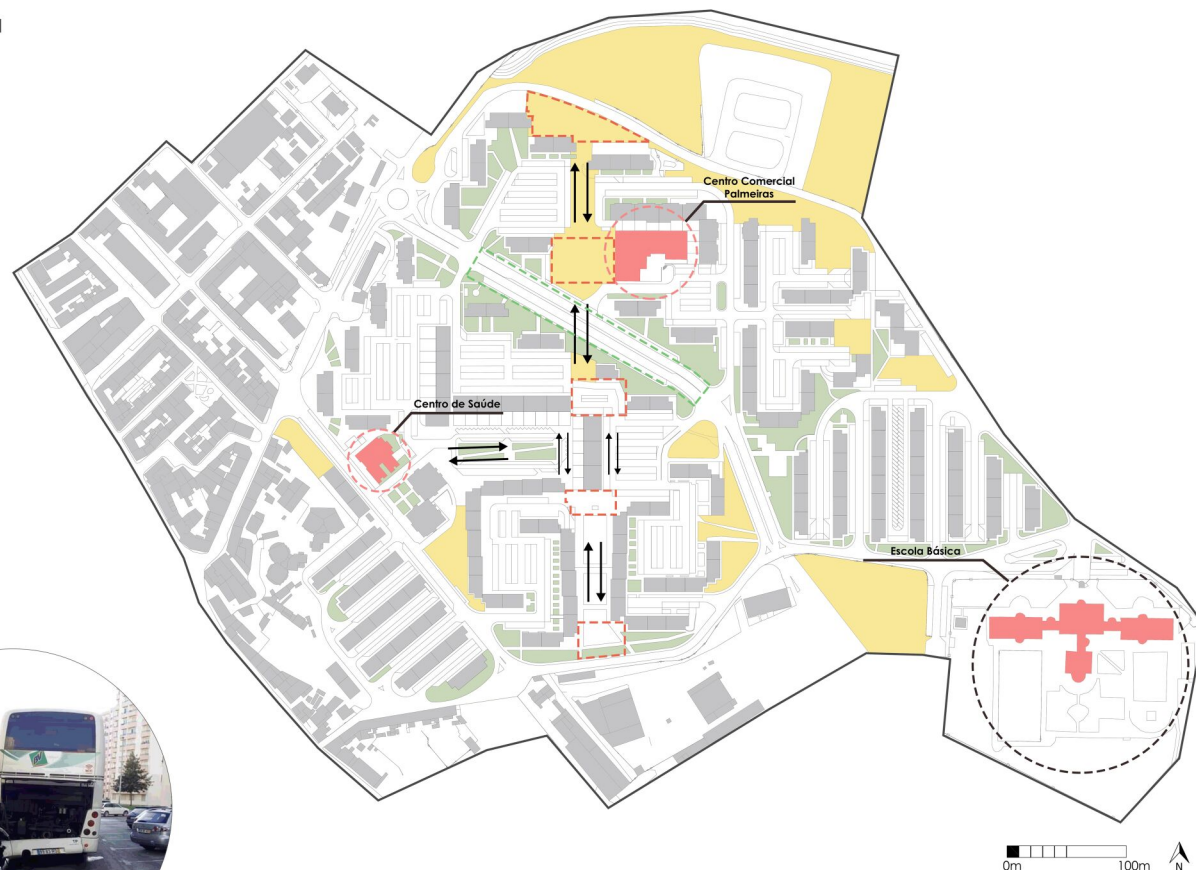 Centro Comercial
Palmeiras
Centro de Saúde
Escola Básica
0m
100m
N